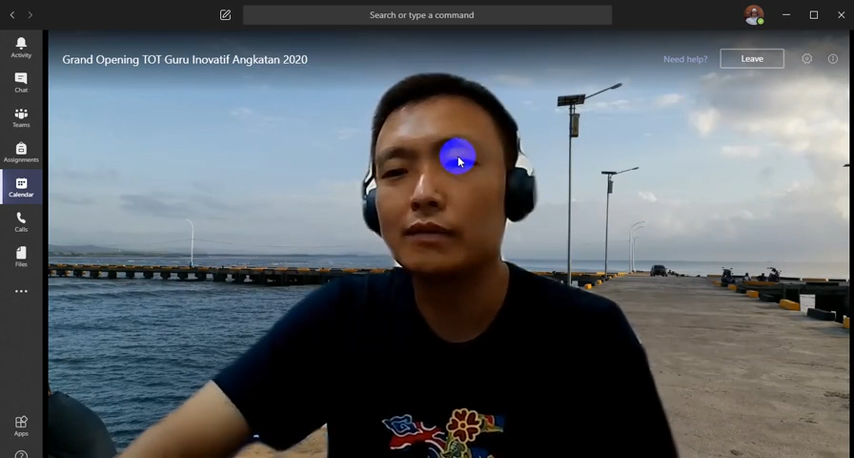 Search or type a command
Activity
Grand Opening TOT Guru Inovatif Angkatan 2020
Need help?
Leave
Chat
Teams
Assignments
Calendar
Calls
Files
Apps